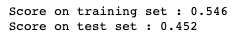 Score on training set : 0.546
Score on test set : 0.452